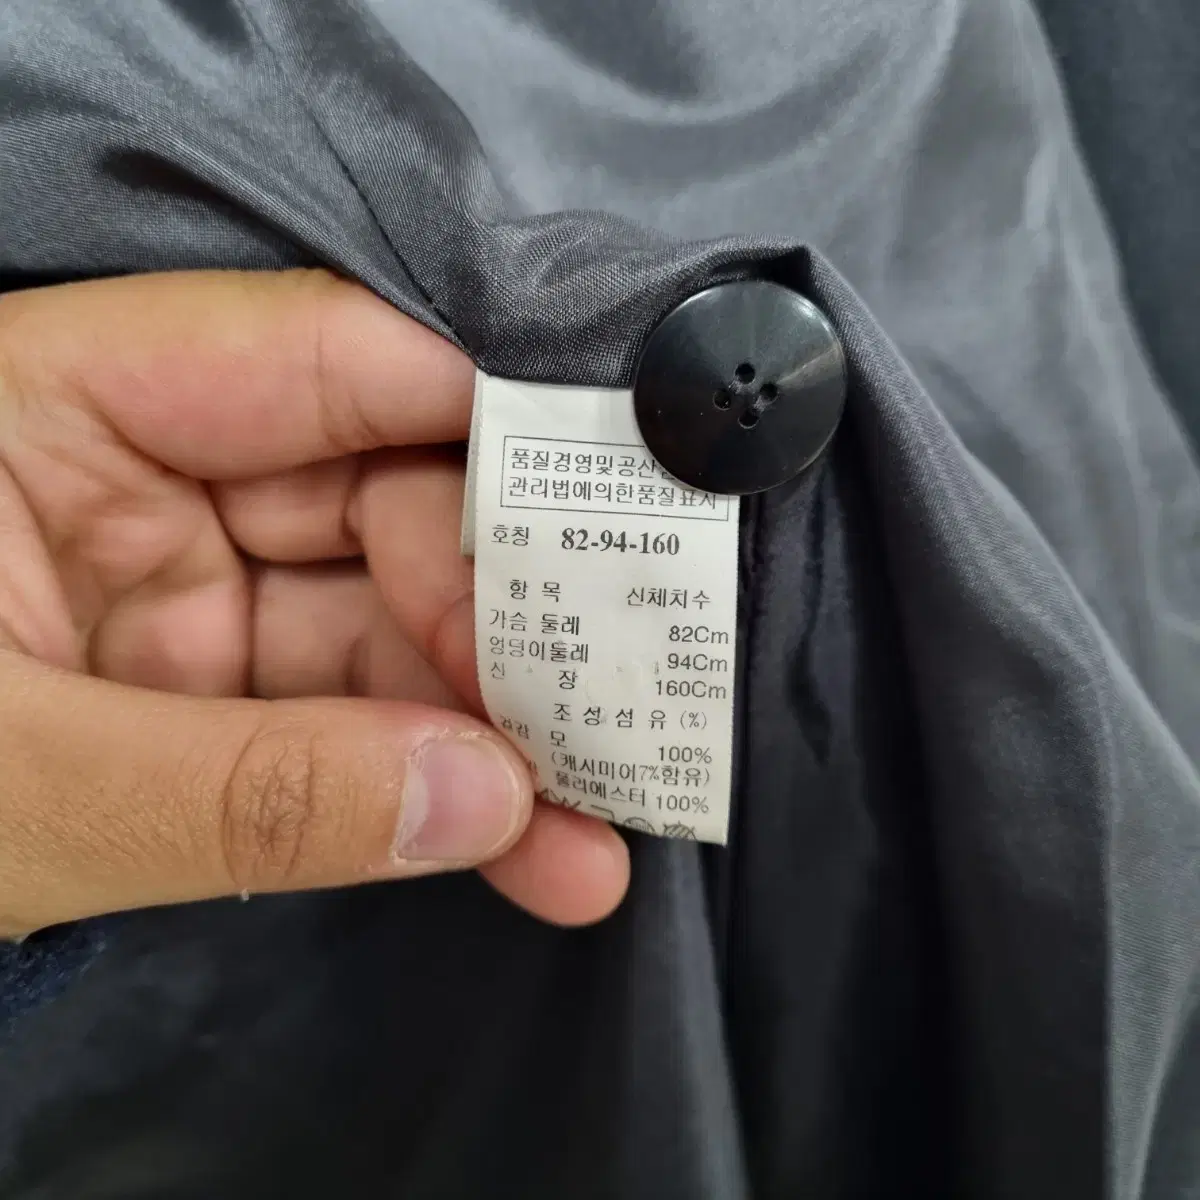 품질경영및공산
관리법에의한품질표시
호칭 82-94-160
항 목 신체치수
가슴 둘레 82Cm
엉덩이둘레 94Cm
신 장 160Cm
조 성 섬 유 (%)
겉감 모 100%
(캐시미어7%함유)
폴리에스터 100%